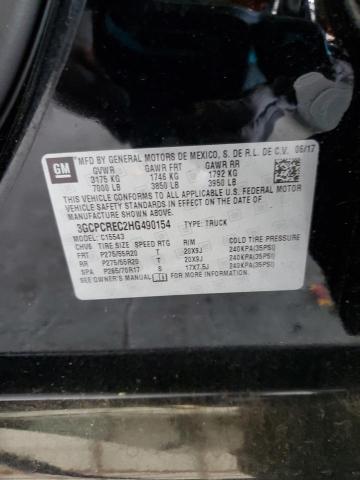 GM
MFD BY GENERAL MOTORS DE MEXICO, S. DE R.L. DE C.V. 06/17
GVWR GAWR FRT GAWR RR
3175 KG 1746 KG 1792 KG
7000 LB 3850 LB 3950 LB
THIS VEHICLE CONFORMS TO ALL APPLICABLE U.S. FEDERAL MOTOR
VEHICLE SAFETY STANDARDS IN EFFECT ON THE DATE OF
MANUFACTURE SHOWN ABOVE.
3GCPCREC2HG490154 TYPE: TRUCK
MODEL: C15543
TIRE SIZE SPEED RTG RIM COLD TIRE PRESSURE
FRT P275/55R20 T 20X9J 240KPA(35PSI)
RR P275/55R20 T 20X9J 240KPA(35PSI)
SPA P265/70R17 S 17X7.5J 240KPA(35PSI)
SEE OWNER'S MANUAL FOR ADDITIONAL INFORMATION.